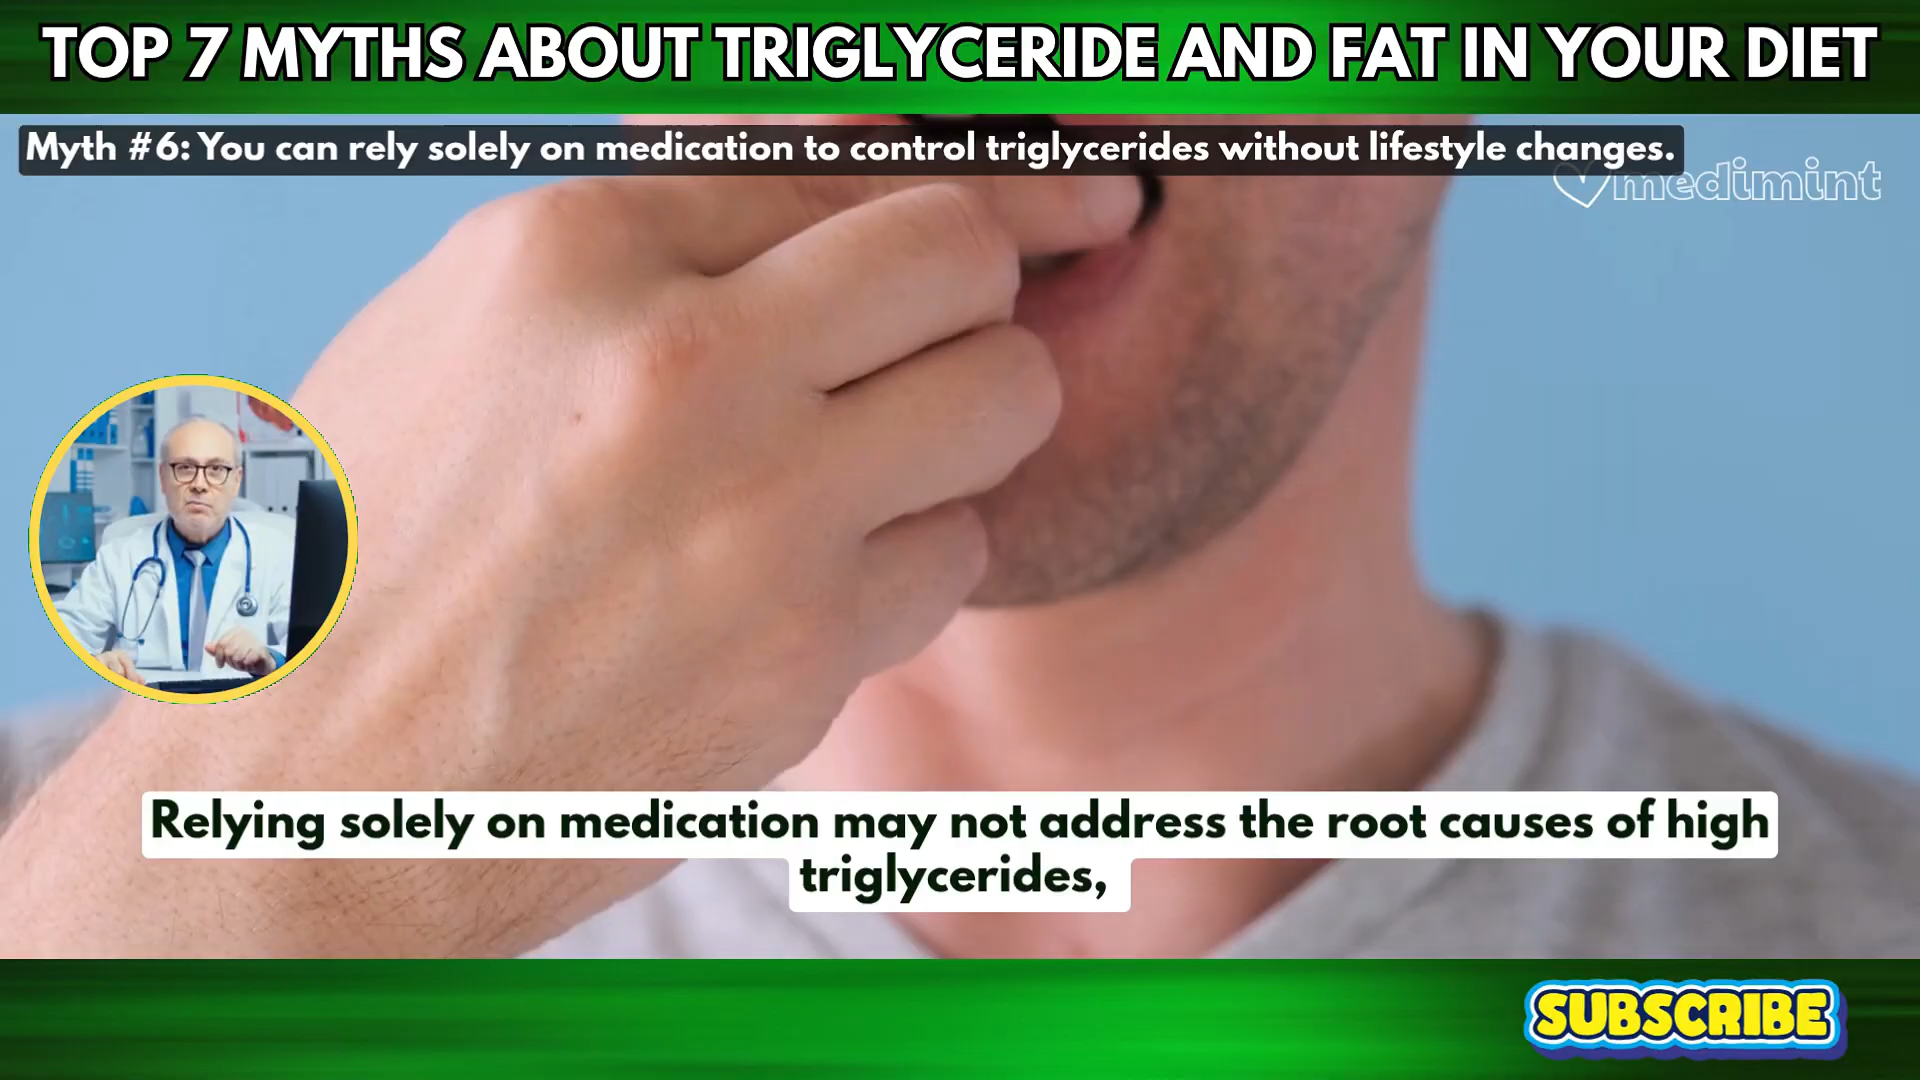 TOP 7 MYTHS ABOUT TRIGLYCERIDE AND FAT IN YOUR DIET
Myth #6: You can rely solely on medication to control triglycerides without lifestyle changes.
medimint
Relying solely on medication may not address the root causes of high
triglycerides,
SUBSCRIBE